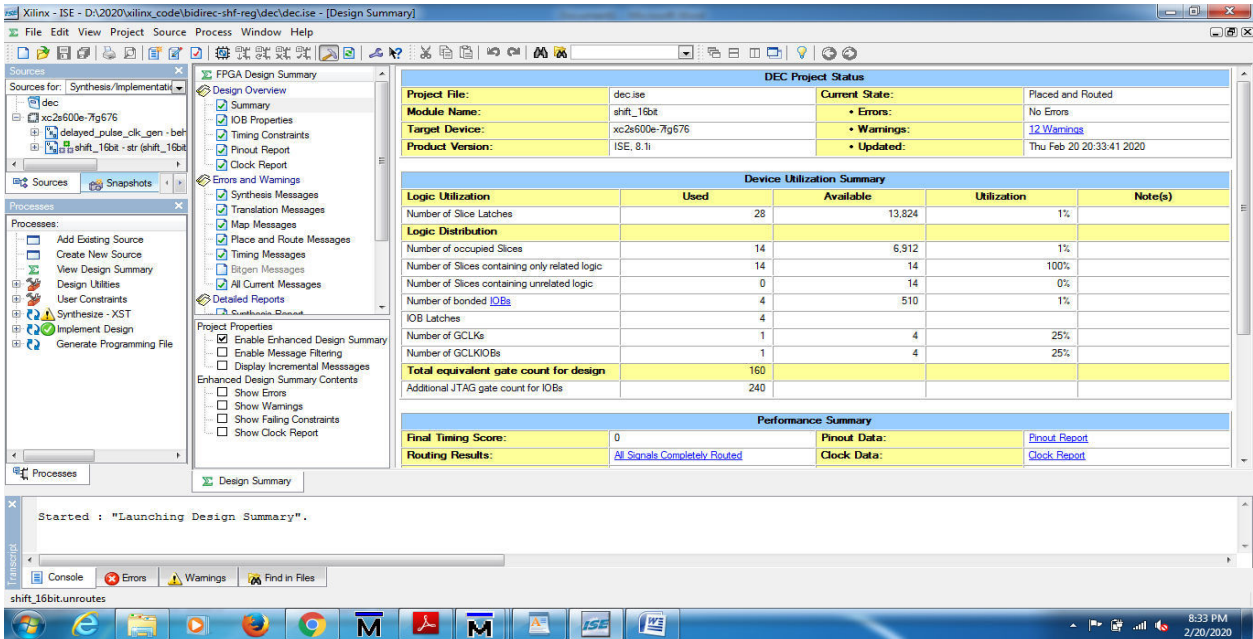 Xilinx - ISE - D:\2020\xilinx_code\bidirec-shf-reg\dec\dec.ise - [Design Summary]
File Edit View Project Source Process Window Help
Sources
Sources for: Synthesis/Implementatic
dec
xc2s600e-7fg676
delayed_pulse_clk_gen - beh
shift_16bit - str (shift_16bit
Sources Snapshots
Processes
Processes:
Add Existing Source
Create New Source
View Design Summary
Design Utilities
User Constraints
Synthesize - XST
Implement Design
Generate Programming File
Processes
FPGA Design Summary
Design Overview
Summary
IOB Properties
Timing Constraints
Pinout Report
Clock Report
Errors and Warnings
Synthesis Messages
Translation Messages
Map Messages
Place and Route Messages
Timing Messages
Bitgen Messages
All Current Messages
Detailed Reports
Synthesis Report
Project Properties
Enable Enhanced Design Summary
Enable Message Filtering
Display Incremental Messsages
Enhanced Design Summary Contents
Show Errors
Show Warnings
Show Failing Constraints
Show Clock Report
Design Summary
DEC Project Status
Project File: dec.ise Current State: Placed and Routed
Module Name: shift_16bit • Errors: No Errors
Target Device: xc2s600e-7fg676 • Warnings: 12 Warnings
Product Version: ISE, 8.1i • Updated: Thu Feb 20 20:33:41 2020
Device Utilization Summary
Logic Utilization Used Available Utilization Note(s)
Number of Slice Latches 28 13,824 1%
Logic Distribution
Number of occupied Slices 14 6,912 1%
Number of Slices containing only related logic 14 14 100%
Number of Slices containing unrelated logic 0 14 0%
Number of bonded IOBs 4 510 1%
IOB Latches 4
Number of GCLKs 1 4 25%
Number of GCLKIOBs 1 4 25%
Total equivalent gate count for design 160
Additional JTAG gate count for IOBs 240
Performance Summary
Final Timing Score: 0 Pinout Data: Pinout Report
Routing Results: All Signals Completely Routed Clock Data: Clock Report
Started : "Launching Design Summary".
Transcript
Console Errors Warnings Find in Files
shift_16bit.unroutes
ISE
8:33 PM
2/20/2020